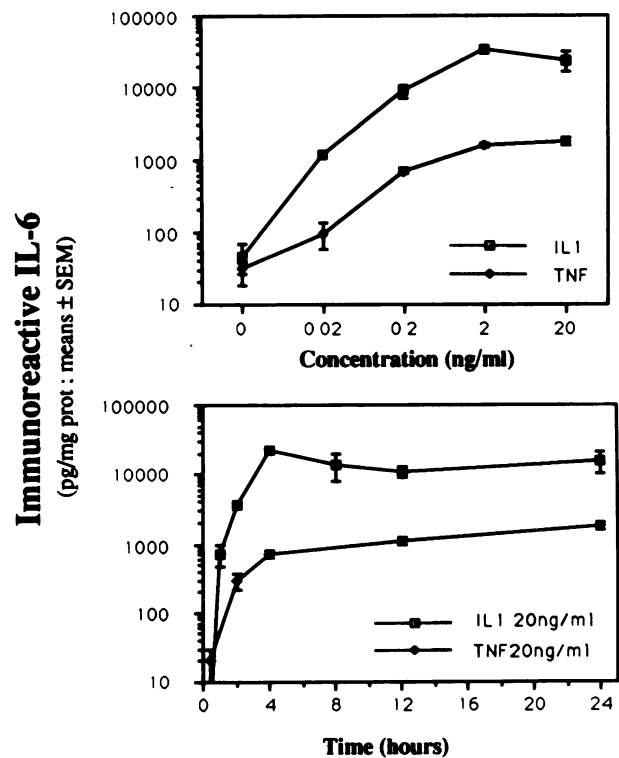 Immunoreactive IL-6
(pg/mg prot : means ± SEM)
100000
10000
1000
100
10
IL1
TNF
0 0 02 0 2 2 20
Concentration (ng/ml)
100000
10000
1000
100
10
IL1 20ng/ml
TNF20ng/ml
0 4 8 12 16 20 24
Time (hours)